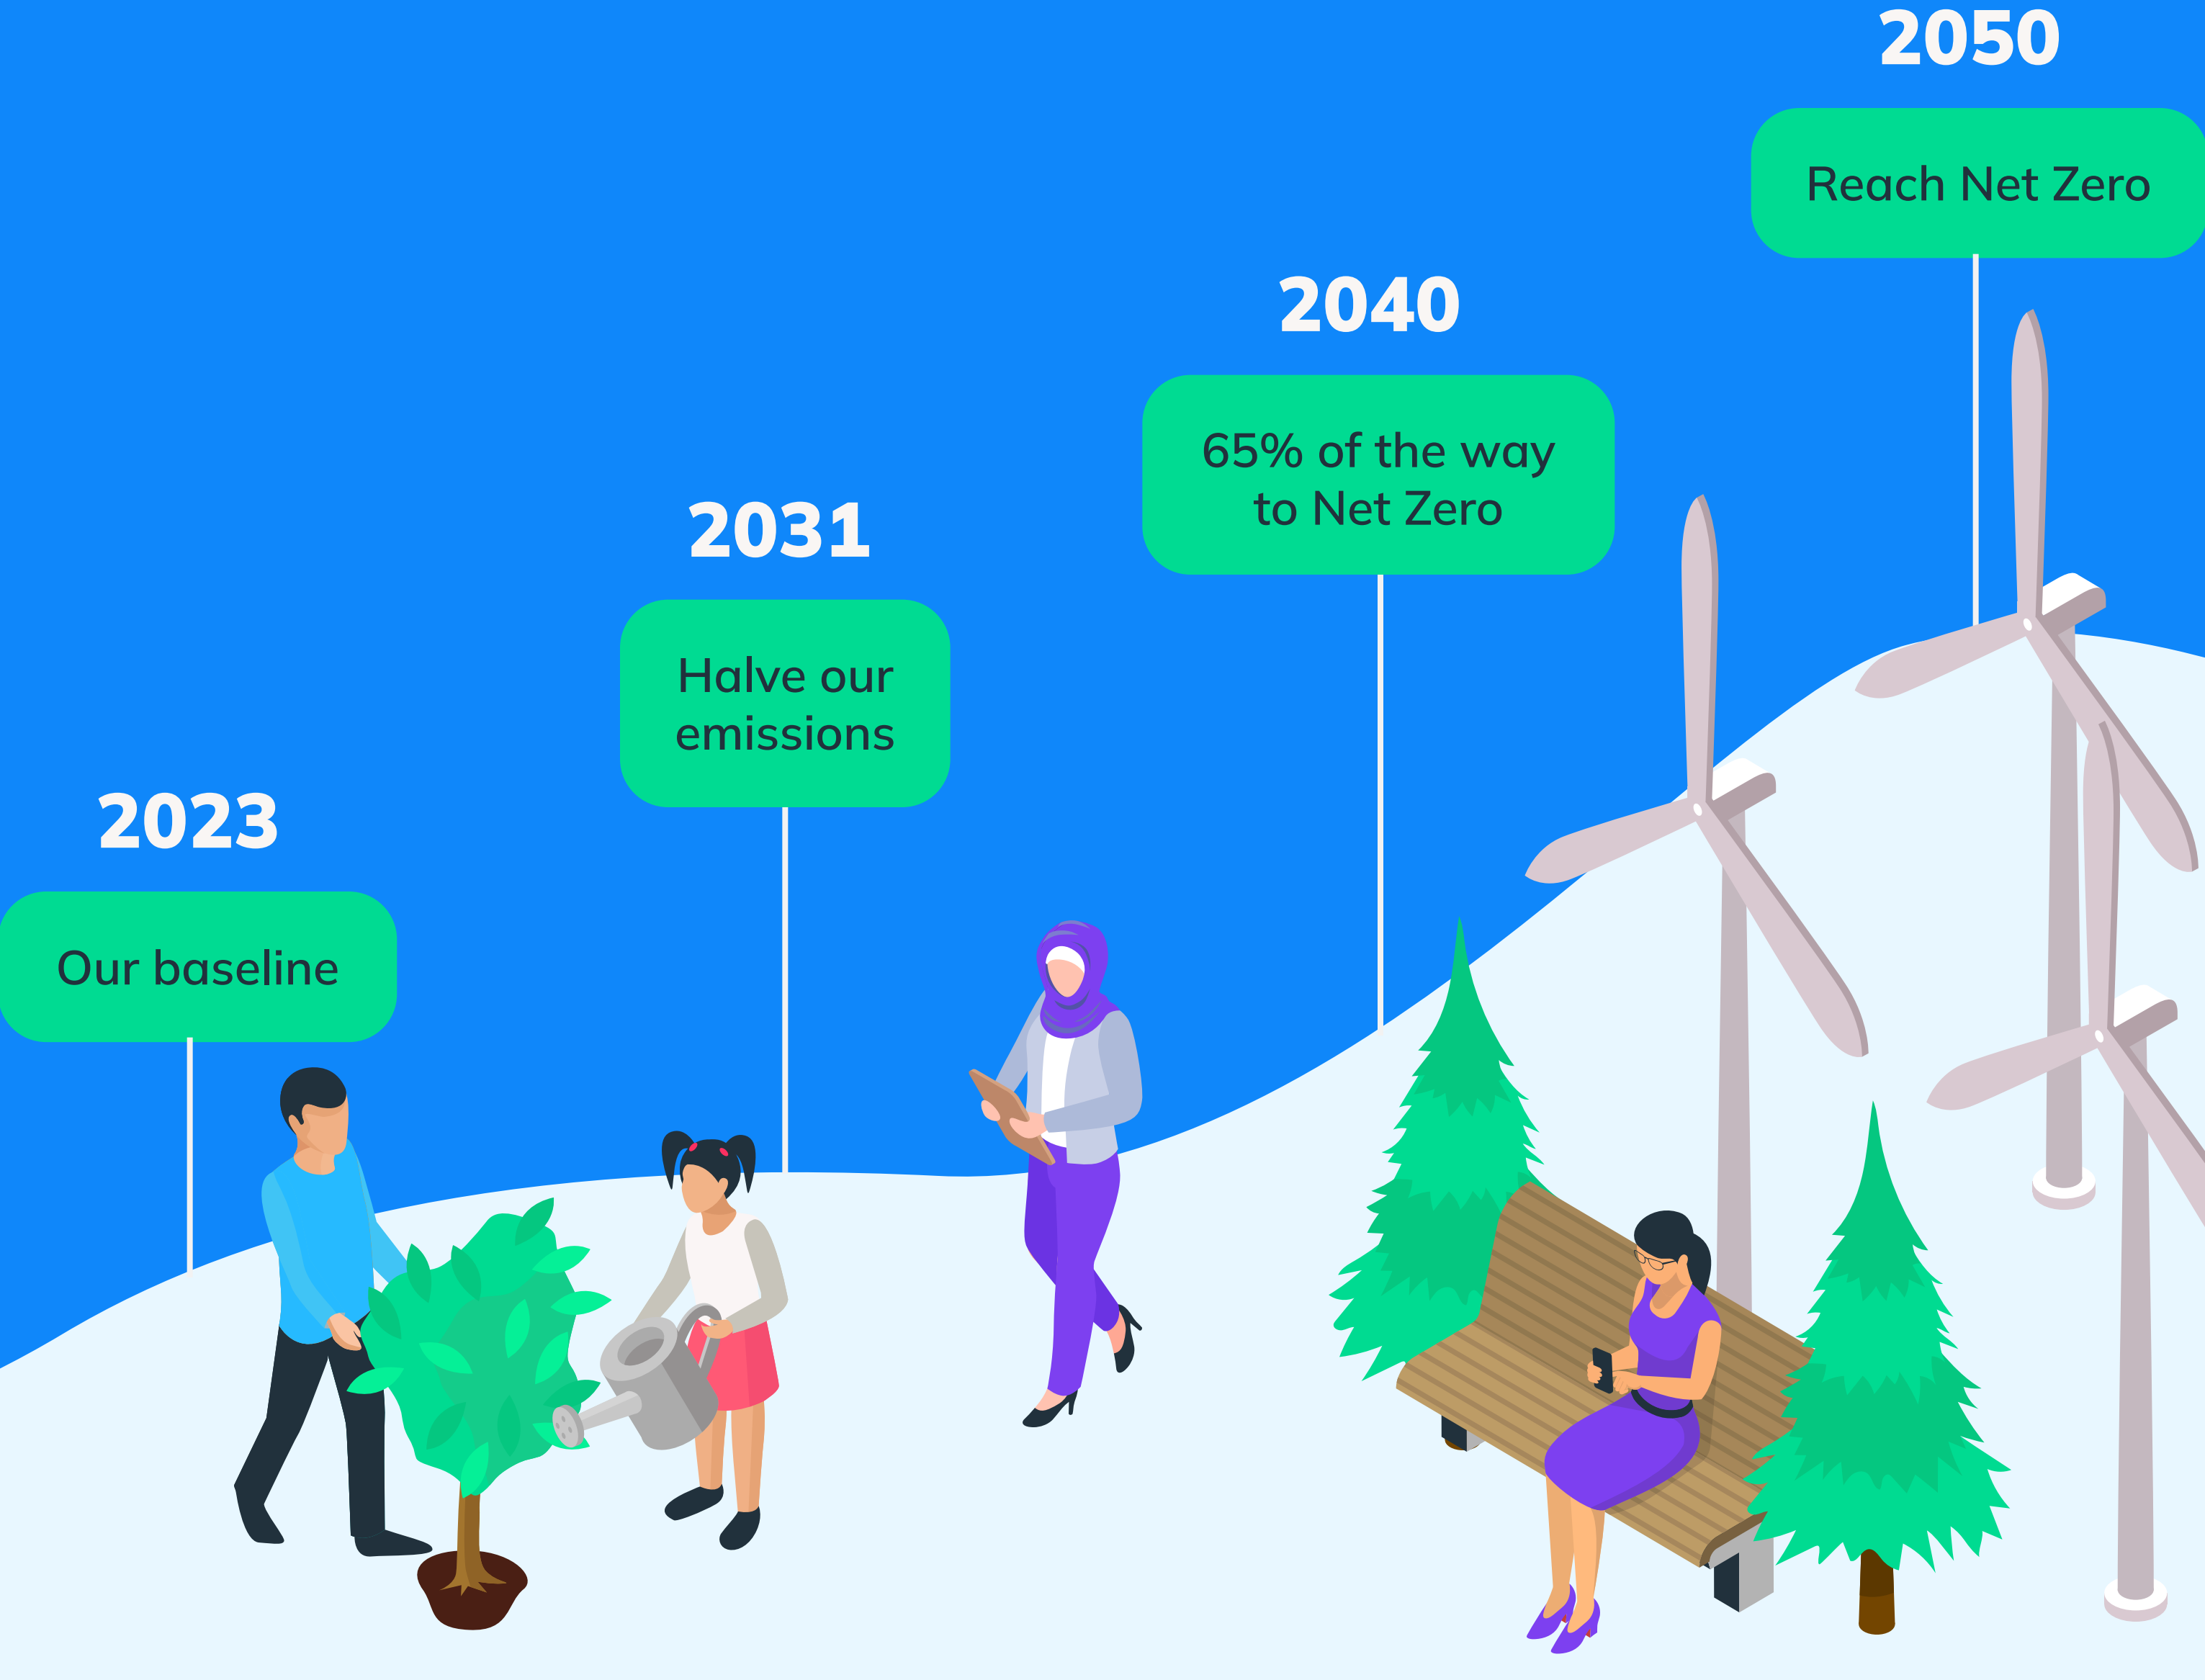 2023
Our baseline
2031
Halve our
emissions
2040
65% of the way
to Net Zero
2050
Reach Net Zero